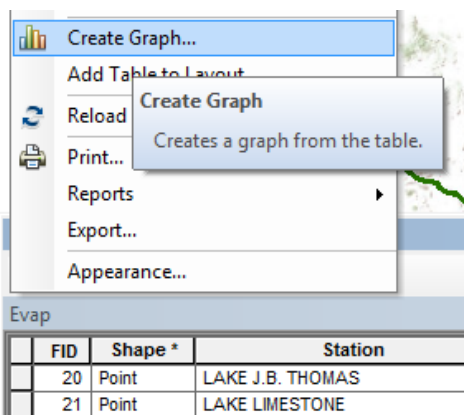 Create Graph...
Add Table to Layout
Create Graph
Reload
Creates a graph from the table.
Print...
Reports
Export...
Appearance...
Evap
FID Shape * Station
20 Point LAKE J.B. THOMAS
21 Point LAKE LIMESTONE